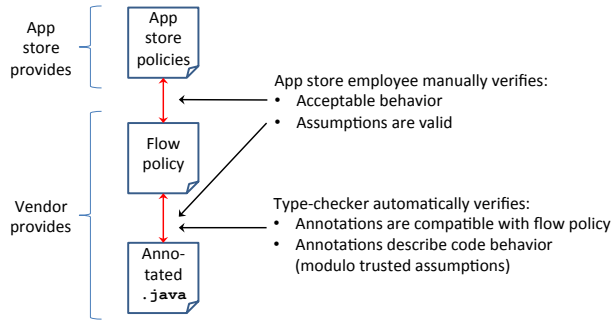 App
store
provides
App
store
policies
App store employee manually verifies:
• Acceptable behavior
• Assumptions are valid
Flow
policy
Vendor
provides
Type-checker automatically verifies:
• Annotations are compatible with flow policy
• Annotations describe code behavior
(modulo trusted assumptions)
Anno-
tated
.java